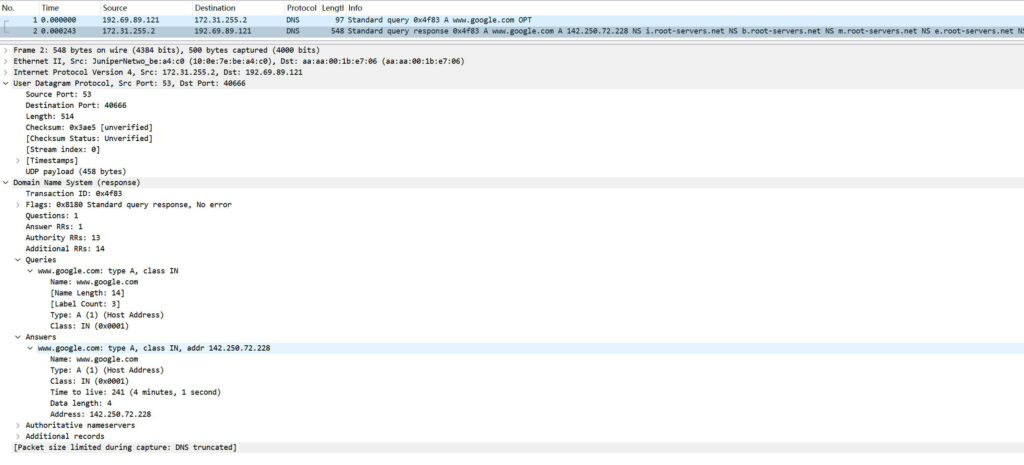 No. Time Source Destination Protocol Lengtl Info
1 0.000000 192.69.89.121 172.31.255.2 DNS 97 Standard query 0x4f83 A www.google.com OPT
2 0.000243 172.31.255.2 192.69.89.121 DNS 548 Standard query response 0x4f83 A www.google.com A 142.250.72.228 NS i.root-servers.net NS b.root-servers.net NS m.root-servers.net NS e.root-servers.net NS
Frame 2: 548 bytes on wire (4384 bits), 500 bytes captured (4000 bits)
Ethernet II, Src: JuniperNetwo_be:a4:c0 (10:0e:7e:be:a4:c0), Dst: aa:aa:00:1b:e7:06 (aa:aa:00:1b:e7:06)
Internet Protocol Version 4, Src: 172.31.255.2, Dst: 192.69.89.121
User Datagram Protocol, Src Port: 53, Dst Port: 40666
Source Port: 53
Destination Port: 40666
Length: 514
Checksum: 0x3ae5 [unverified]
[Checksum Status: Unverified]
[Stream index: 0]
[Timestamps]
UDP payload (458 bytes)
Domain Name System (response)
Transaction ID: 0x4f83
Flags: 0x8180 Standard query response, No error
Questions: 1
Answer RRs: 1
Authority RRs: 13
Additional RRs: 14
Queries
www.google.com: type A, class IN
Name: www.google.com
[Name Length: 14]
[Label Count: 3]
Type: A (1) (Host Address)
Class: IN (0x0001)
Answers
www.google.com: type A, class IN, addr 142.250.72.228
Name: www.google.com
Type: A (1) (Host Address)
Class: IN (0x0001)
Time to live: 241 (4 minutes, 1 second)
Data length: 4
Address: 142.250.72.228
Authoritative nameservers
Additional records
[Packet size limited during capture: DNS truncated]